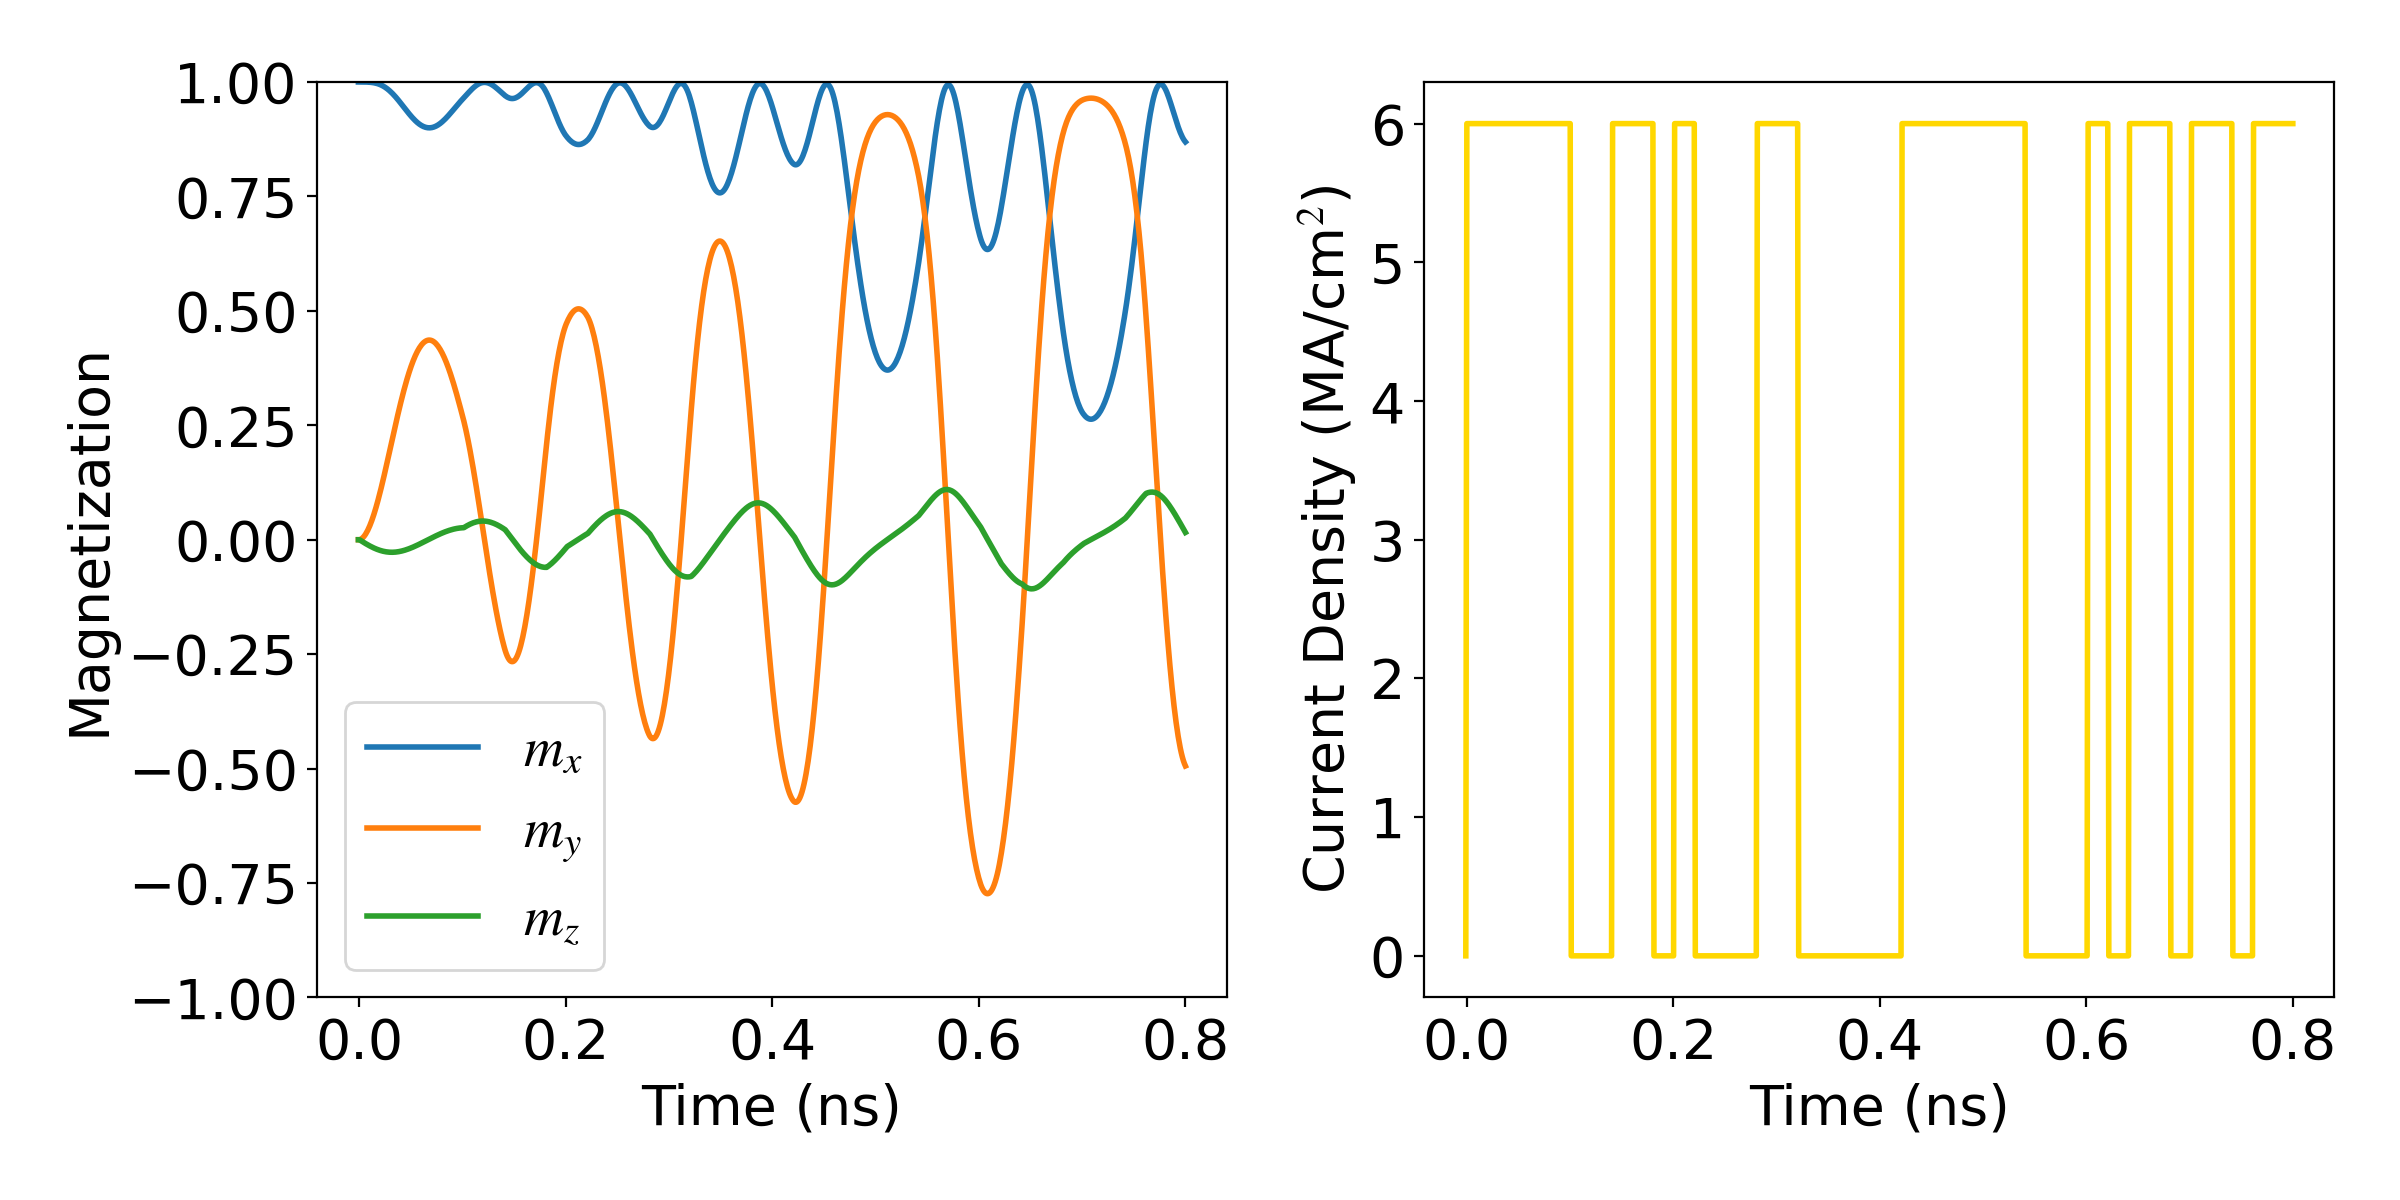 Magnetization
1.00
0.75
0.50
0.25
0.00
−0.25
−0.50
−0.75
−1.00
m_x
m_y
m_z
0.0 0.2 0.4 0.6 0.8
Time (ns)
Current Density (MA/cm²)
6
5
4
3
2
1
0
0.0 0.2 0.4 0.6 0.8
Time (ns)